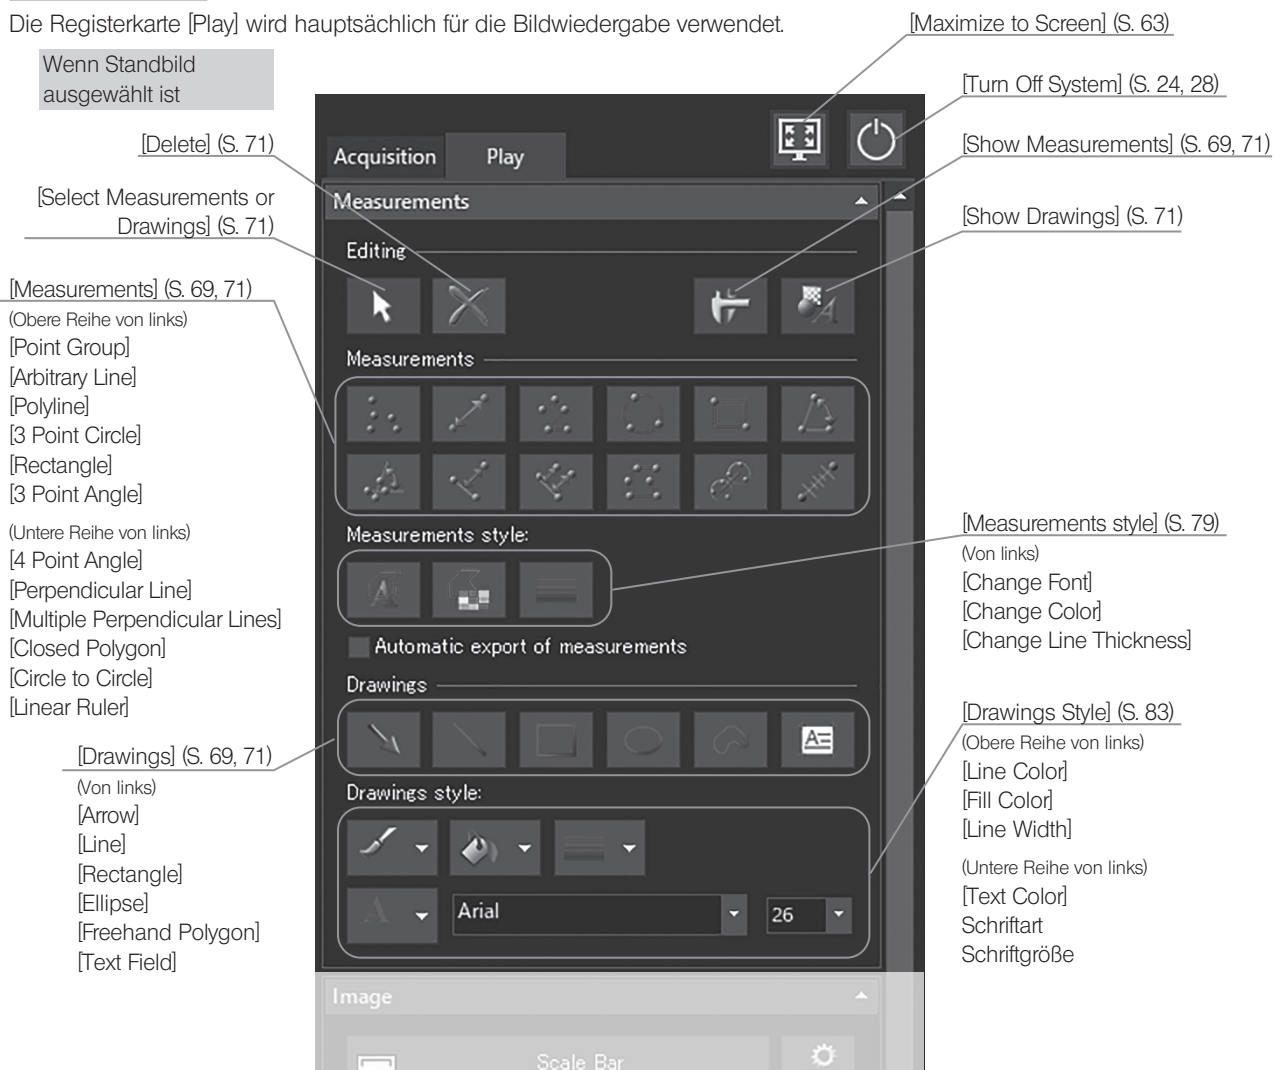 Die Registerkarte [Play] wird hauptsächlich für die Bildwiedergabe verwendet.
[Maximize to Screen] (S. 63)
Wenn Standbild
ausgewählt ist
[Turn Off System] (S. 24, 28)
[Delete] (S. 71)
[Show Measurements] (S. 69, 71)
[Select Measurements or
Drawings] (S. 71)
[Show Drawings] (S. 71)
[Measurements] (S. 69, 71)
(Obere Reihe von links)
[Point Group]
[Arbitrary Line]
[Polyline]
[3 Point Circle]
[Rectangle]
[3 Point Angle]
(Untere Reihe von links)
[4 Point Angle]
[Perpendicular Line]
[Multiple Perpendicular Lines]
[Closed Polygon]
[Circle to Circle]
[Linear Ruler]
[Drawings] (S. 69, 71)
(Von links)
[Arrow]
[Line]
[Rectangle]
[Ellipse]
[Freehand Polygon]
[Text Field]
Acquisition Play
Measurements
Editing
Measurements
Measurements style:
Automatic export of measurements
Drawings
Drawings style:
Arial 26
Image
Scale Bar
[Measurements style] (S. 79)
(Von links)
[Change Font]
[Change Color]
[Change Line Thickness]
[Drawings Style] (S. 83)
(Obere Reihe von links)
[Line Color]
[Fill Color]
[Line Width]
(Untere Reihe von links)
[Text Color]
Schriftart
Schriftgröße